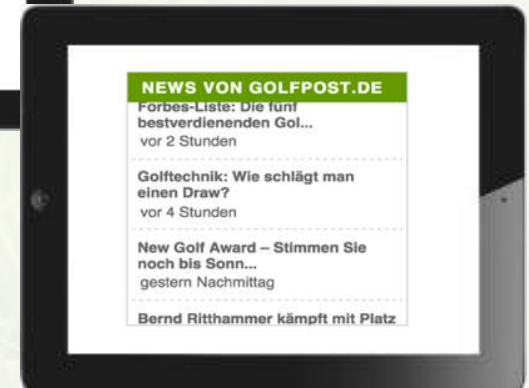 NEWS VON GOLFPOST.DE
Forbes-Liste: Die fünf
bestverdienenden Gol...
vor 2 Stunden
Golftechnik: Wie schlägt man
einen Draw?
vor 4 Stunden
New Golf Award – Stimmen Sie
noch bis Sonn...
gestern Nachmittag
Bernd Ritthammer kämpft mit Platz